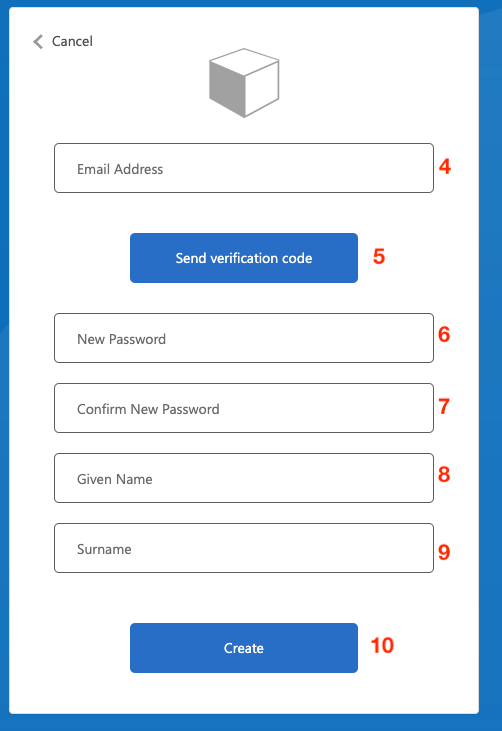 Cancel
Email Address 4
Send verification code 5
New Password 6
Confirm New Password 7
Given Name 8
Surname 9
Create 10